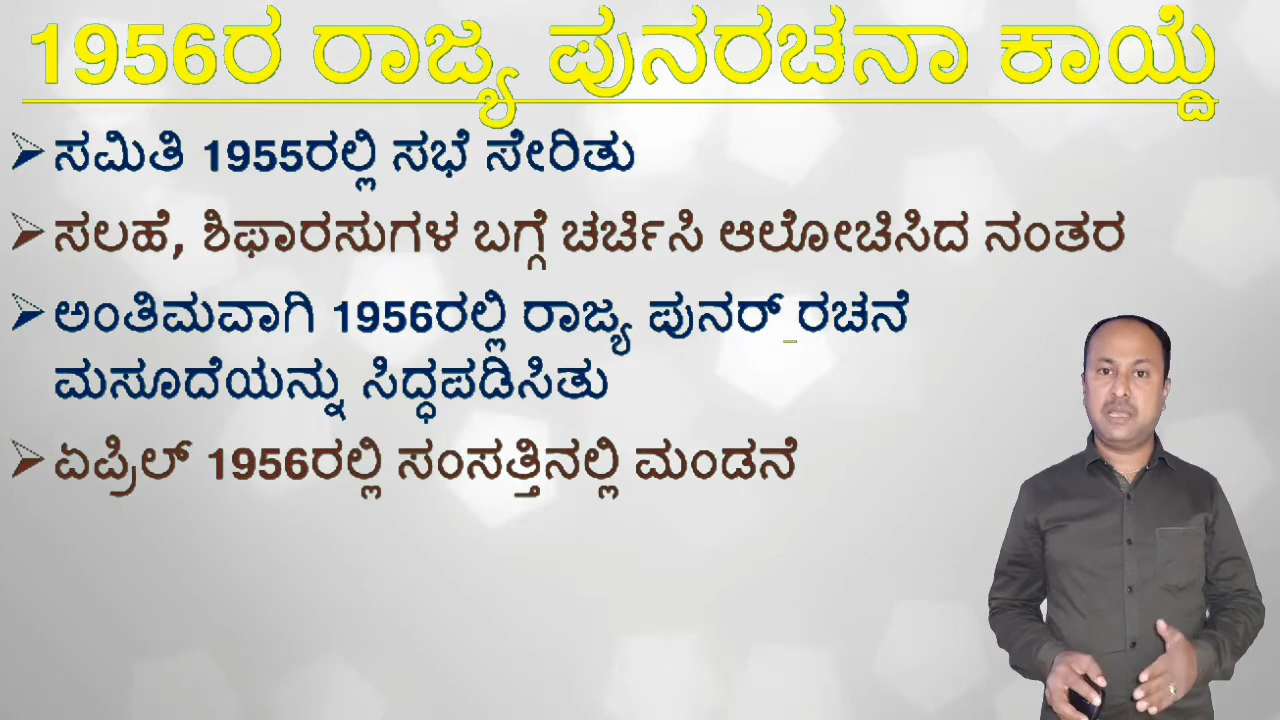 1956ರ ರಾಜ್ಯ ಪುನರಚನಾ ಕಾಯ್ದೆ
➢ಸಮಿತಿ 1955ರಲ್ಲಿ ಸಭೆ ಸೇರಿತು
➢ಸಲಹೆ, ಶಿಫಾರಸುಗಳ ಬಗ್ಗೆ ಚರ್ಚಿಸಿ ಆಲೋಚಿಸಿದ ನಂತರ
➢ಅಂತಿಮವಾಗಿ 1956ರಲ್ಲಿ ರಾಜ್ಯ ಪುನರ್_ರಚನೆ
ಮಸೂದೆಯನ್ನು ಸಿದ್ಧಪಡಿಸಿತು
➢ಏಪ್ರಿಲ್ 1956ರಲ್ಲಿ ಸಂಸತ್ತಿನಲ್ಲಿ ಮಂಡನೆ